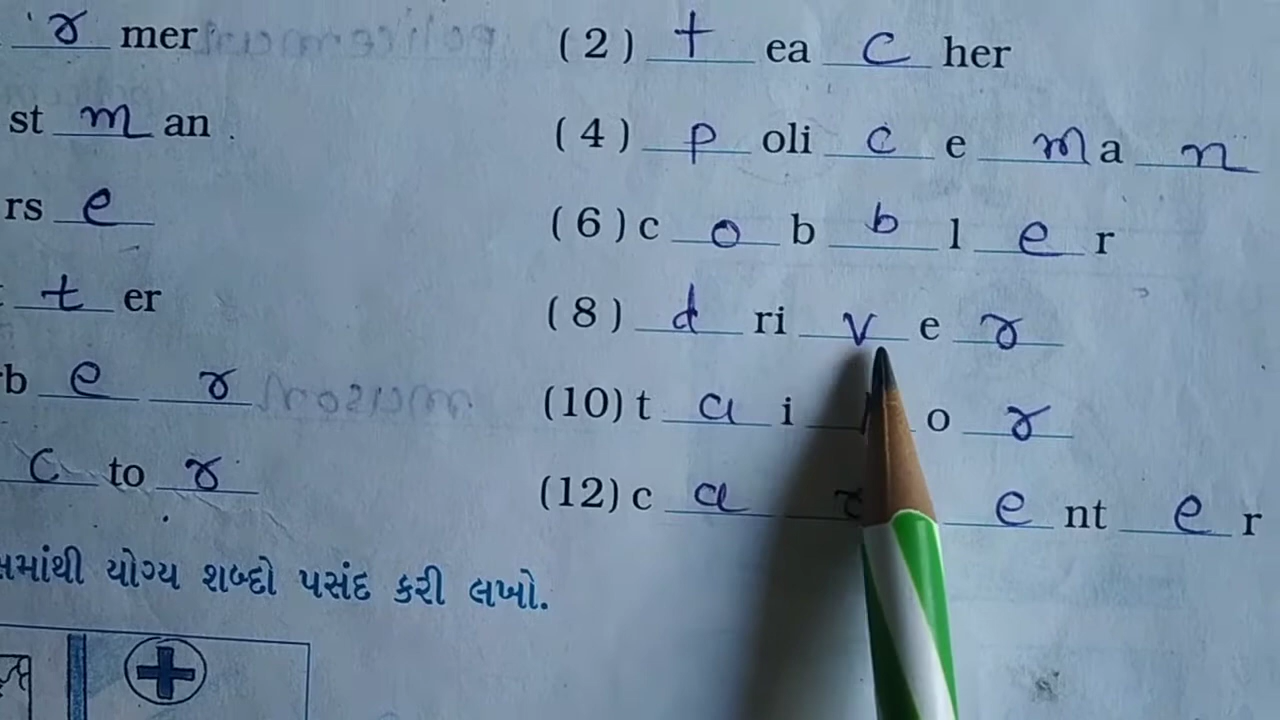 r mer (2) t ea c her
st m an (4) p oli c e m a n
rs e (6) c o b b l e r
t er (8) d ri v e r
b e r (10) t a i o r
c to r (12) c a r e nt e r
યોગ્ય શબ્દો પસંદ કરી લખો.